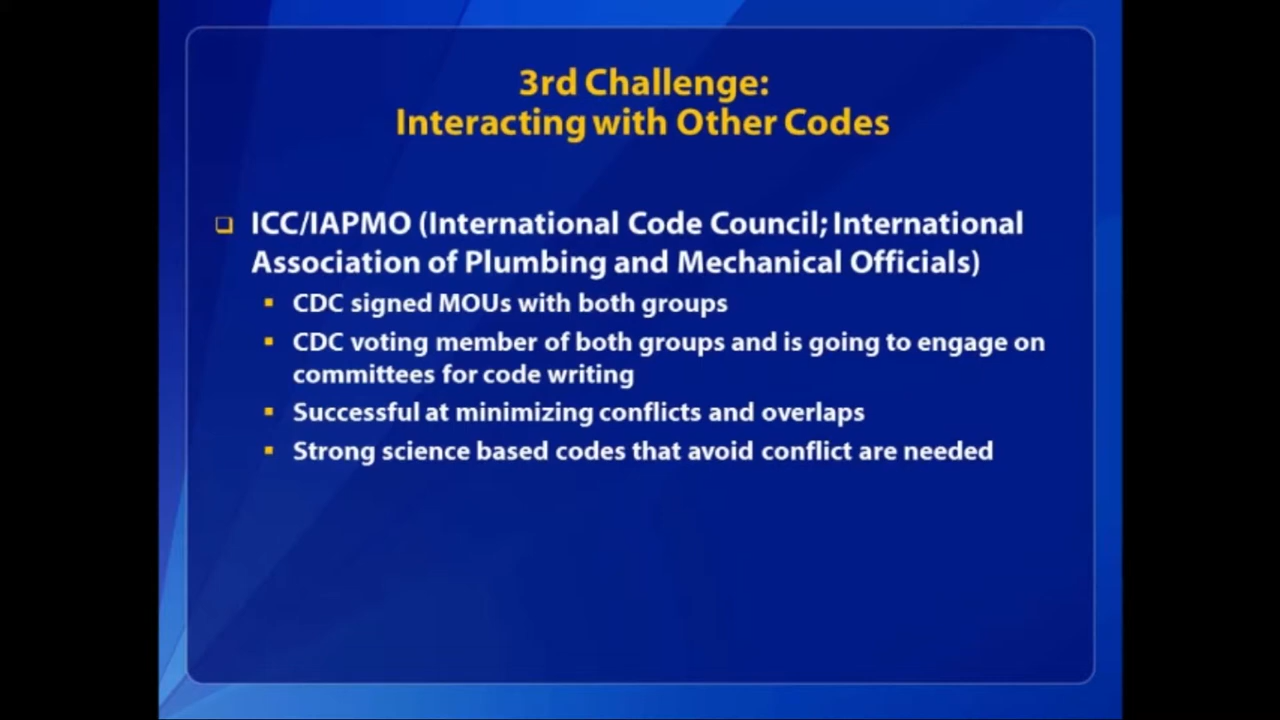 3rd Challenge:
Interacting with Other Codes
ICC/IAPMO (International Code Council; International
Association of Plumbing and Mechanical Officials)
CDC signed MOUs with both groups
CDC voting member of both groups and is going to engage on
committees for code writing
Successful at minimizing conflicts and overlaps
Strong science based codes that avoid conflict are needed